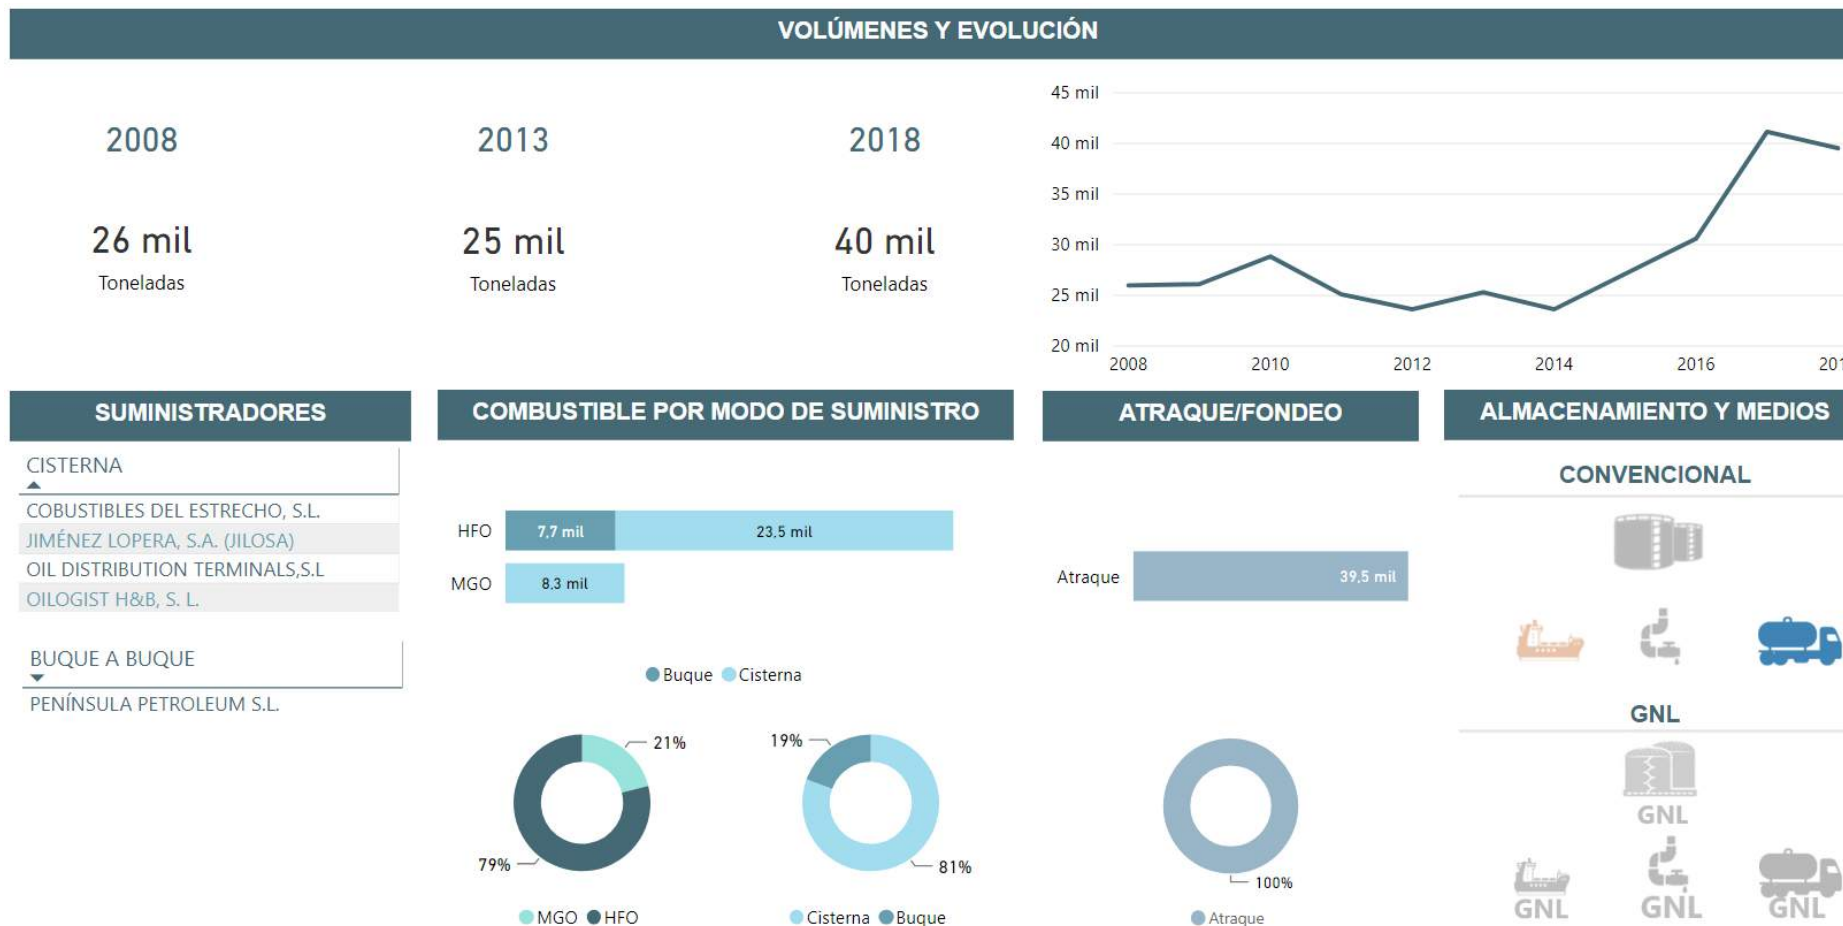 VOLÚMENES Y EVOLUCIÓN
2008
2013
2018
26 mil
25 mil
40 mil
Toneladas
Toneladas
Toneladas
45 mil
40 mil
35 mil
30 mil
25 mil
20 mil
2008
2010
2012
2014
2016
201
SUMINISTRADORES
CISTERNA
COBUSTIBLES DEL ESTRECHO, S.L.
JIMÉNEZ LOPERA, S.A. (JILOSA)
OIL DISTRIBUTION TERMINALS,S.L
OILOGIST H&B, S. L.
BUQUE A BUQUE
PENÍNSULA PETROLEUM S.L.
COMBUSTIBLE POR MODO DE SUMINISTRO
HFO
7,7 mil
23,5 mil
MGO
8,3 mil
Buque
Cisterna
21%
79%
MGO
HFO
19%
81%
Cisterna
Buque
ATRAQUE/FONDEO
Atraque
39,5 mil
100%
Atraque
ALMACENAMIENTO Y MEDIOS
CONVENCIONAL
GNL
GNL
GNL
GNL
GNL